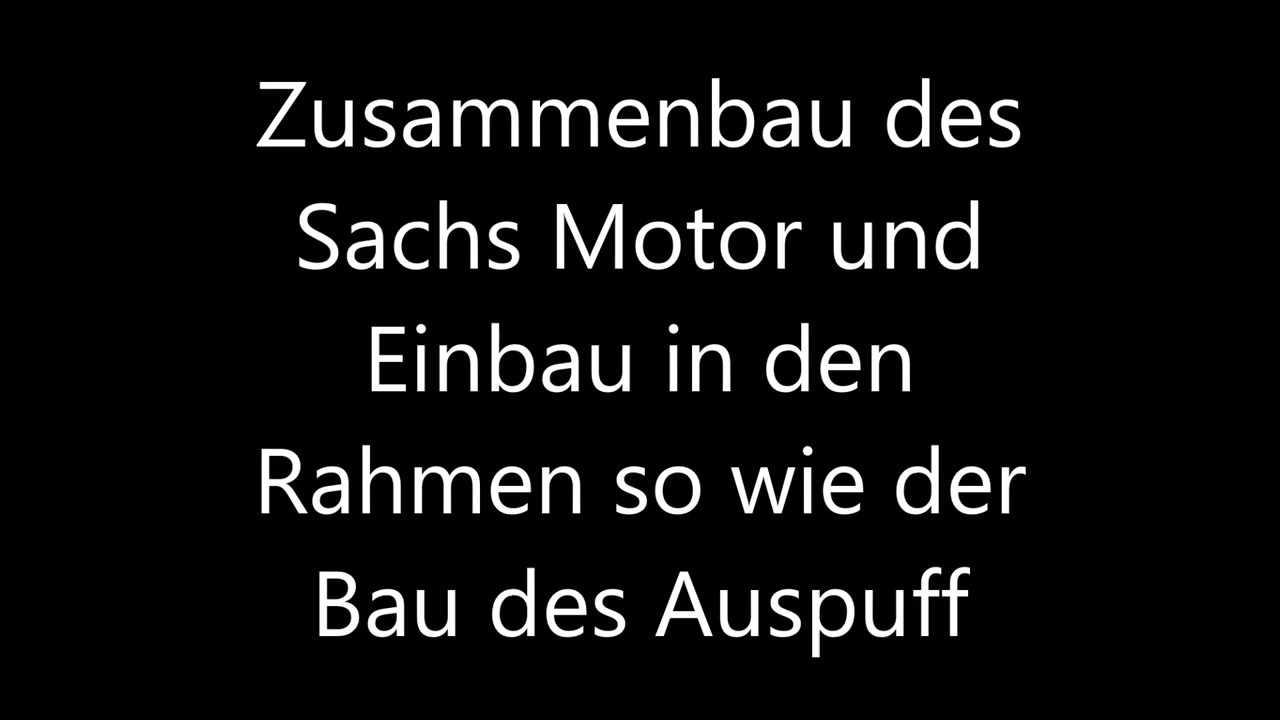 Zusammenbau des
Sachs Motor und
Einbau in den
Rahmen so wie der
Bau des Auspuff